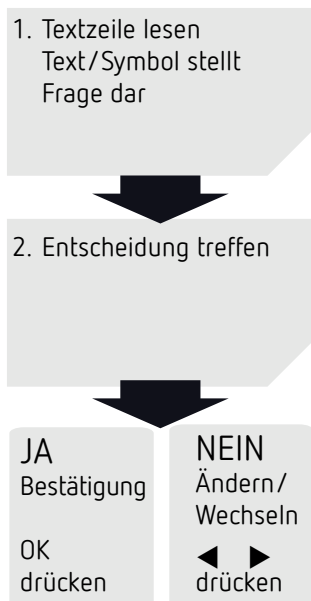 1. Textzeile lesen
Text/Symbol stellt
Frage dar
2. Entscheidung treffen
JA
Bestätigung
OK
drücken
NEIN
Ändern/
Wechseln
◄ ►
drücken